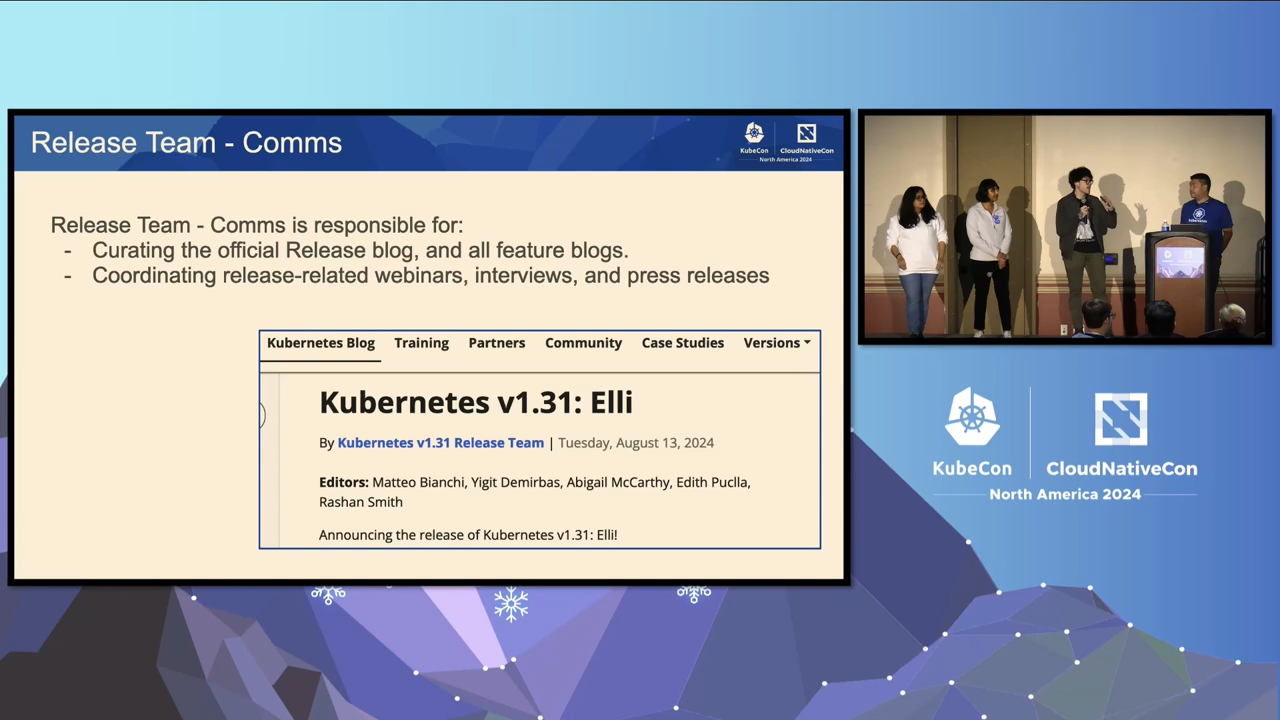 Release Team - Comms
KubeCon
CloudNativeCon
North America 2024
Release Team - Comms is responsible for:
- Curating the official Release blog, and all feature blogs.
- Coordinating release-related webinars, interviews, and press releases
Kubernetes Blog Training Partners Community Case Studies Versions
Kubernetes v1.31: Elli
By Kubernetes v1.31 Release Team | Tuesday, August 13, 2024
Editors: Matteo Bianchi, Yigit Demirbas, Abigail McCarthy, Edith Puclla,
Rashan Smith
Announcing the release of Kubernetes v1.31: Elli!
KubeCon
CloudNativeCon
North America 2024